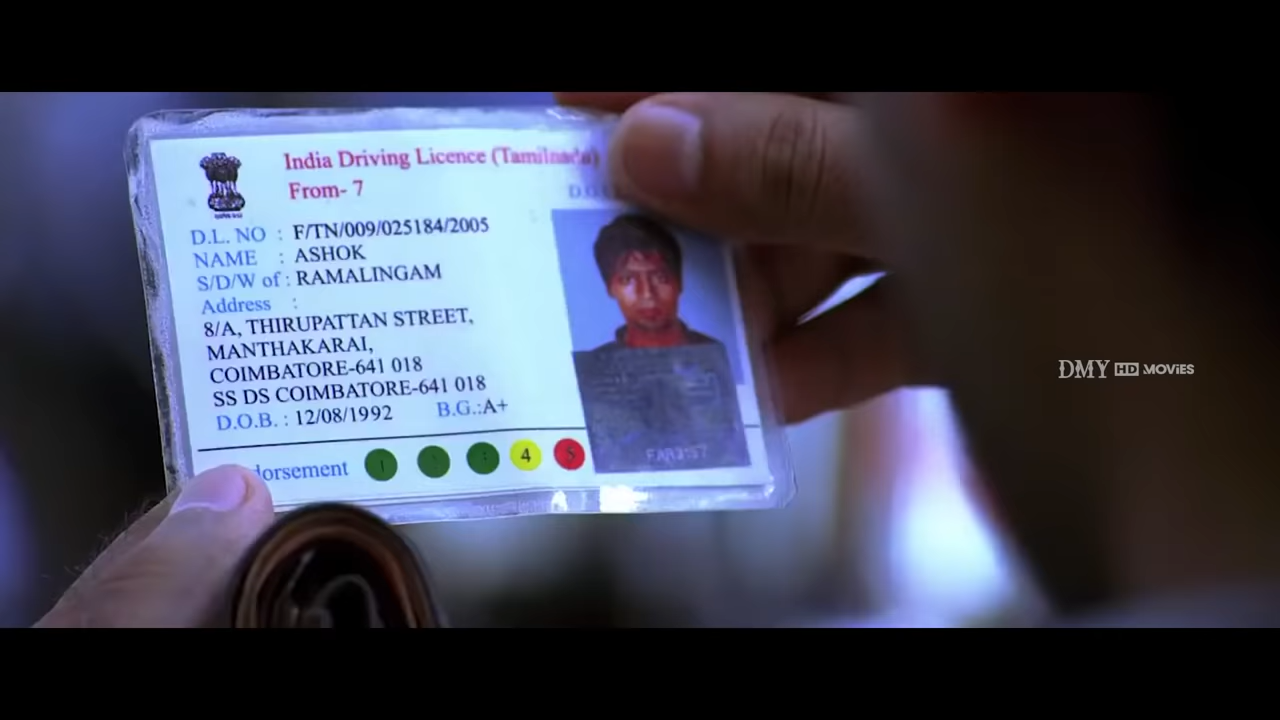 India Driving Licence (Tamilnadu)
From- 7
D.L. NO : F/TN/009/025184/2005
NAME : ASHOK
S/D/W of : RAMALINGAM
Address :
8/A, THIRUPATTAN STREET,
MANTHAKARAI,
COIMBATORE-641 018
SS DS COIMBATORE-641 018
D.O.B. : 12/08/1992 B.G.:A+
4 5
DMY HD MOVIES